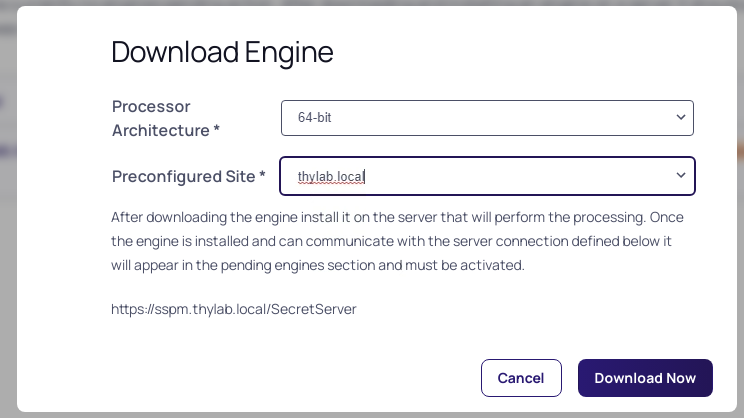 Download Engine
Processor
Architecture *
64-bit
Preconfigured Site *
thylab.local
After downloading the engine install it on the server that will perform the processing. Once
the engine is installed and can communicate with the server connection defined below it
will appear in the pending engines section and must be activated.
https://sspm.thylab.local/SecretServer
Cancel
Download Now